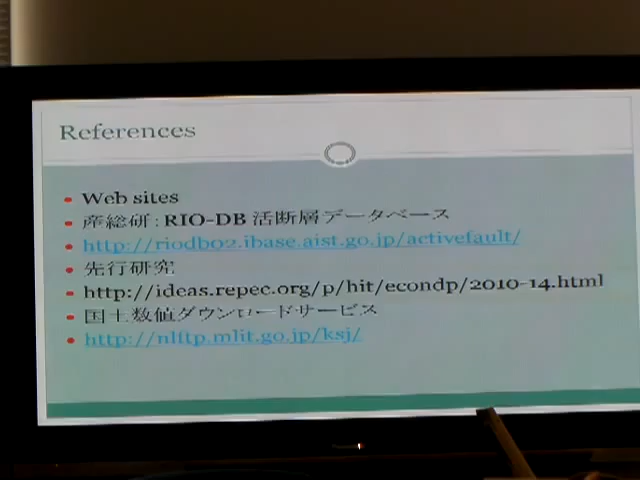 References
Web sites
産総研：RIO-DB 活断層データベース
http://riodb02.ibase.aist.go.jp/activefault/
先行研究
http://ideas.repec.org/p/hit/econdp/2010-14.html
国土数値ダウンロードサービス
http://nlftp.mlit.go.jp/ksj/